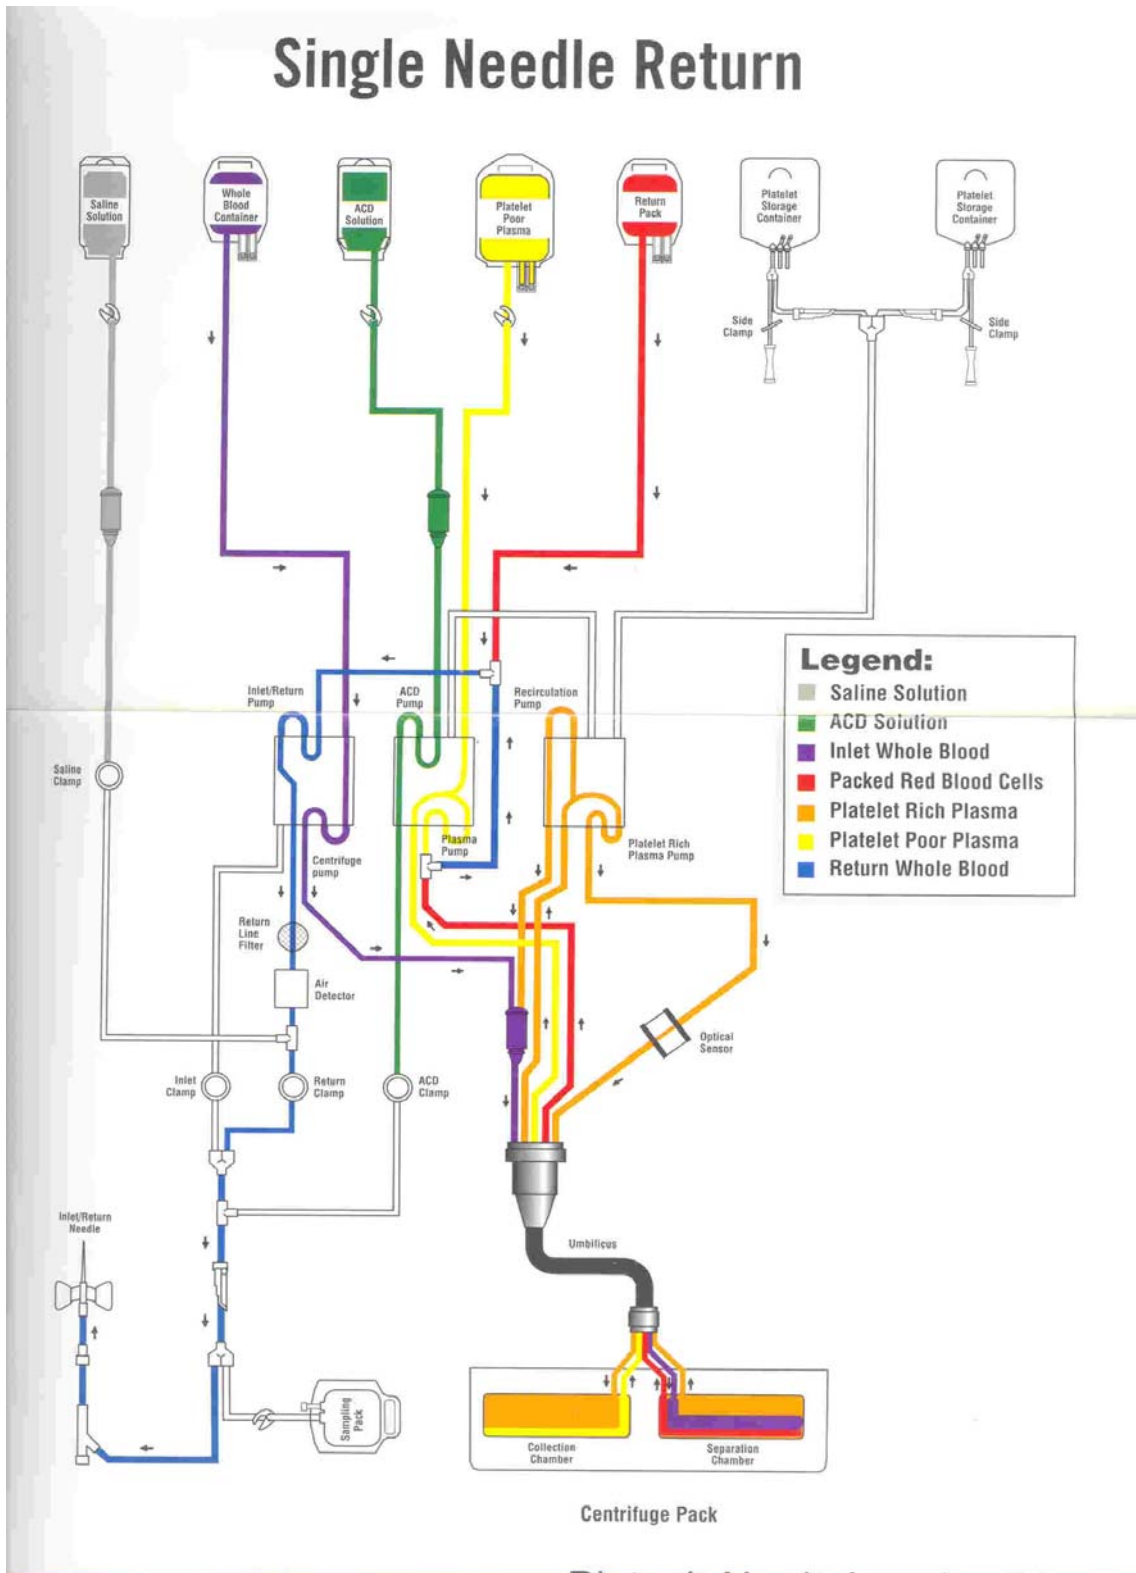 Single Needle Return
Saline
Solution
Whole
Blood
Container
ACD
Solution
Platelet
Poor
Plasma
Return
Pack
Platelet
Storage
Container
Platelet
Storage
Container
Side
Clamp
Side
Clamp
Legend:
Saline Solution
ACD Solution
Inlet Whole Blood
Packed Red Blood Cells
Platelet Rich Plasma
Platelet Poor Plasma
Return Whole Blood
Inlet/Return
Pump
ACD
Pump
Recirculation
Pump
Saline
Clamp
Centrifuge
pump
Plasma
Pump
Platelet Rich
Plasma Pump
Return
Line
Filter
Air
Detector
Optical
Sensor
Inlet
Clamp
Return
Clamp
ACD
Clamp
Inlet/Return
Needle
Umbilicus
Sampling
Pack
Collection
Chamber
Separation
Chamber
Centrifuge Pack